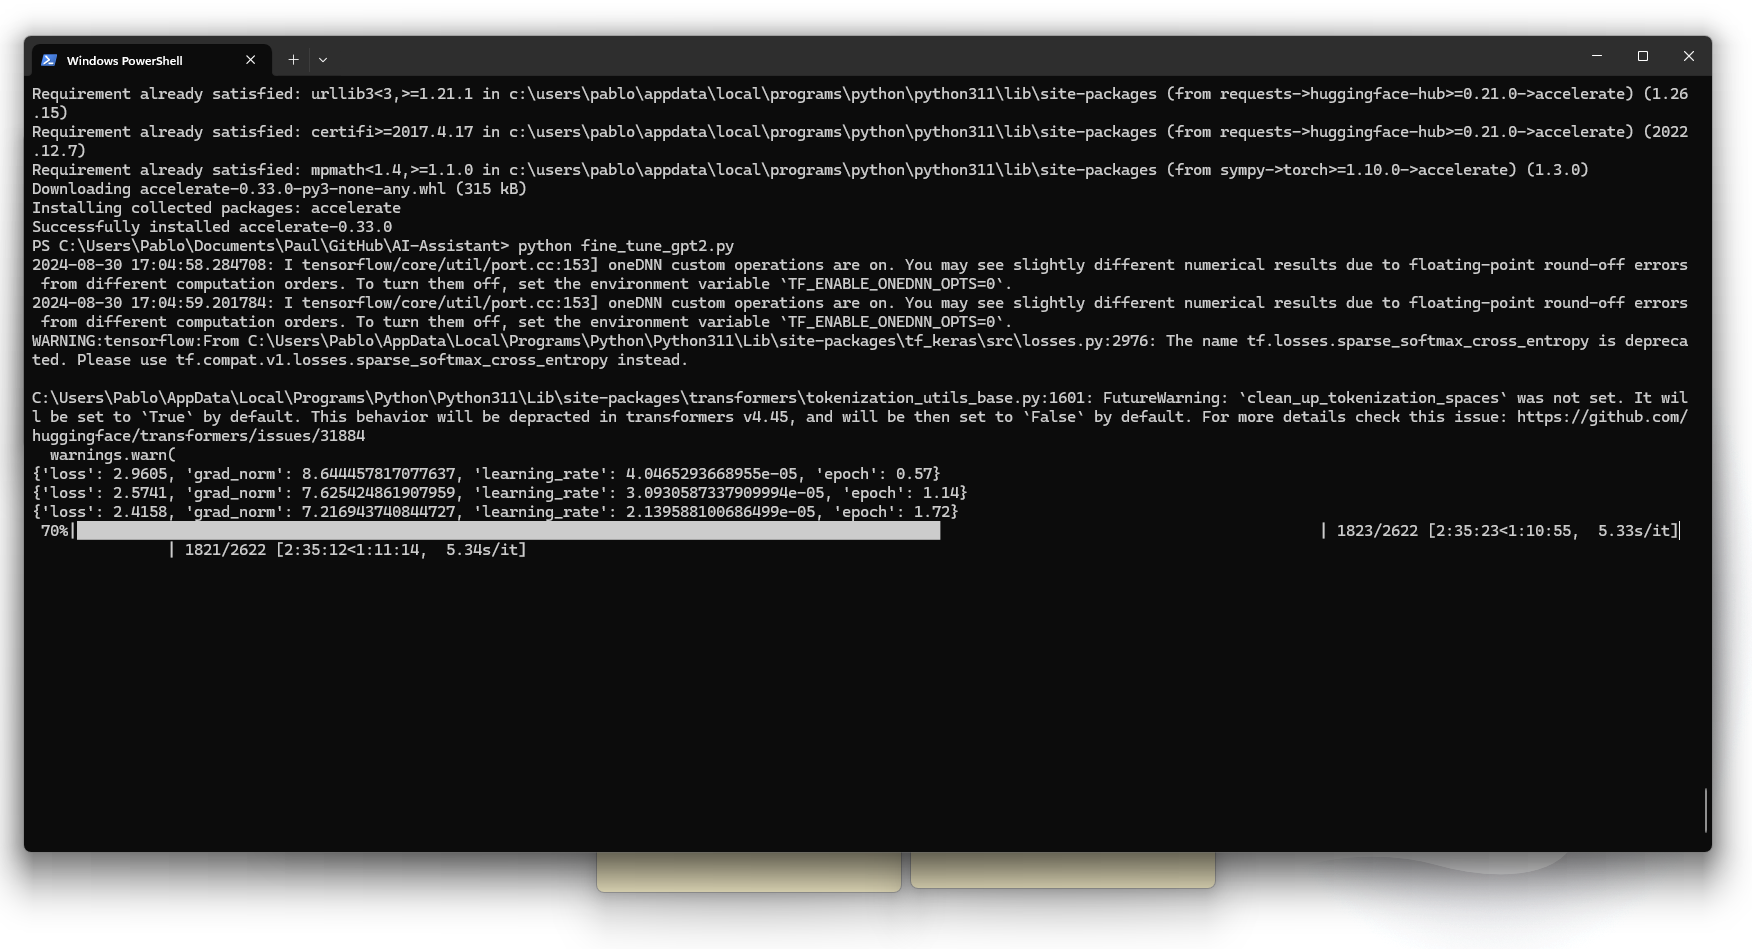 Windows PowerShell
Requirement already satisfied: urllib3<3,>=1.21.1 in c:\users\pablo\appdata\local\programs\python\python311\lib\site-packages (from requests->huggingface-hub>=0.21.0->accelerate) (1.26
.15)
Requirement already satisfied: certifi>=2017.4.17 in c:\users\pablo\appdata\local\programs\python\python311\lib\site-packages (from requests->huggingface-hub>=0.21.0->accelerate) (2022
.12.7)
Requirement already satisfied: mpmath<1.4,>=1.1.0 in c:\users\pablo\appdata\local\programs\python\python311\lib\site-packages (from sympy->torch>=1.10.0->accelerate) (1.3.0)
Downloading accelerate-0.33.0-py3-none-any.whl (315 kB)
Installing collected packages: accelerate
Successfully installed accelerate-0.33.0
PS C:\Users\Pablo\Documents\Paul\GitHub\AI-Assistant> python fine_tune_gpt2.py
2024-08-30 17:04:58.284708: I tensorflow/core/util/port.cc:153] oneDNN custom operations are on. You may see slightly different numerical results due to floating-point round-off errors
 from different computation orders. To turn them off, set the environment variable `TF_ENABLE_ONEDNN_OPTS=0`.
2024-08-30 17:04:59.201784: I tensorflow/core/util/port.cc:153] oneDNN custom operations are on. You may see slightly different numerical results due to floating-point round-off errors
 from different computation orders. To turn them off, set the environment variable `TF_ENABLE_ONEDNN_OPTS=0`.
WARNING:tensorflow:From C:\Users\Pablo\AppData\Local\Programs\Python\Python311\Lib\site-packages\tf_keras\src\losses.py:2976: The name tf.losses.sparse_softmax_cross_entropy is depreca
ted. Please use tf.compat.v1.losses.sparse_softmax_cross_entropy instead.
C:\Users\Pablo\AppData\Local\Programs\Python\Python311\Lib\site-packages\transformers\tokenization_utils_base.py:1601: FutureWarning: `clean_up_tokenization_spaces` was not set. It wil
l be set to `True` by default. This behavior will be depracted in transformers v4.45, and will be then set to `False` by default. For more details check this issue: https://github.com/
huggingface/transformers/issues/31884
  warnings.warn(
{'loss': 2.9605, 'grad_norm': 8.644457817077637, 'learning_rate': 4.0465293668955e-05, 'epoch': 0.57}
{'loss': 2.5741, 'grad_norm': 7.625424861907959, 'learning_rate': 3.0930587337909994e-05, 'epoch': 1.14}
{'loss': 2.4158, 'grad_norm': 7.216943740844727, 'learning_rate': 2.139588100686499e-05, 'epoch': 1.72}
 70%| | 1823/2622 [2:35:23<1:10:55,  5.33s/it]
| 1821/2622 [2:35:12<1:11:14,  5.34s/it]